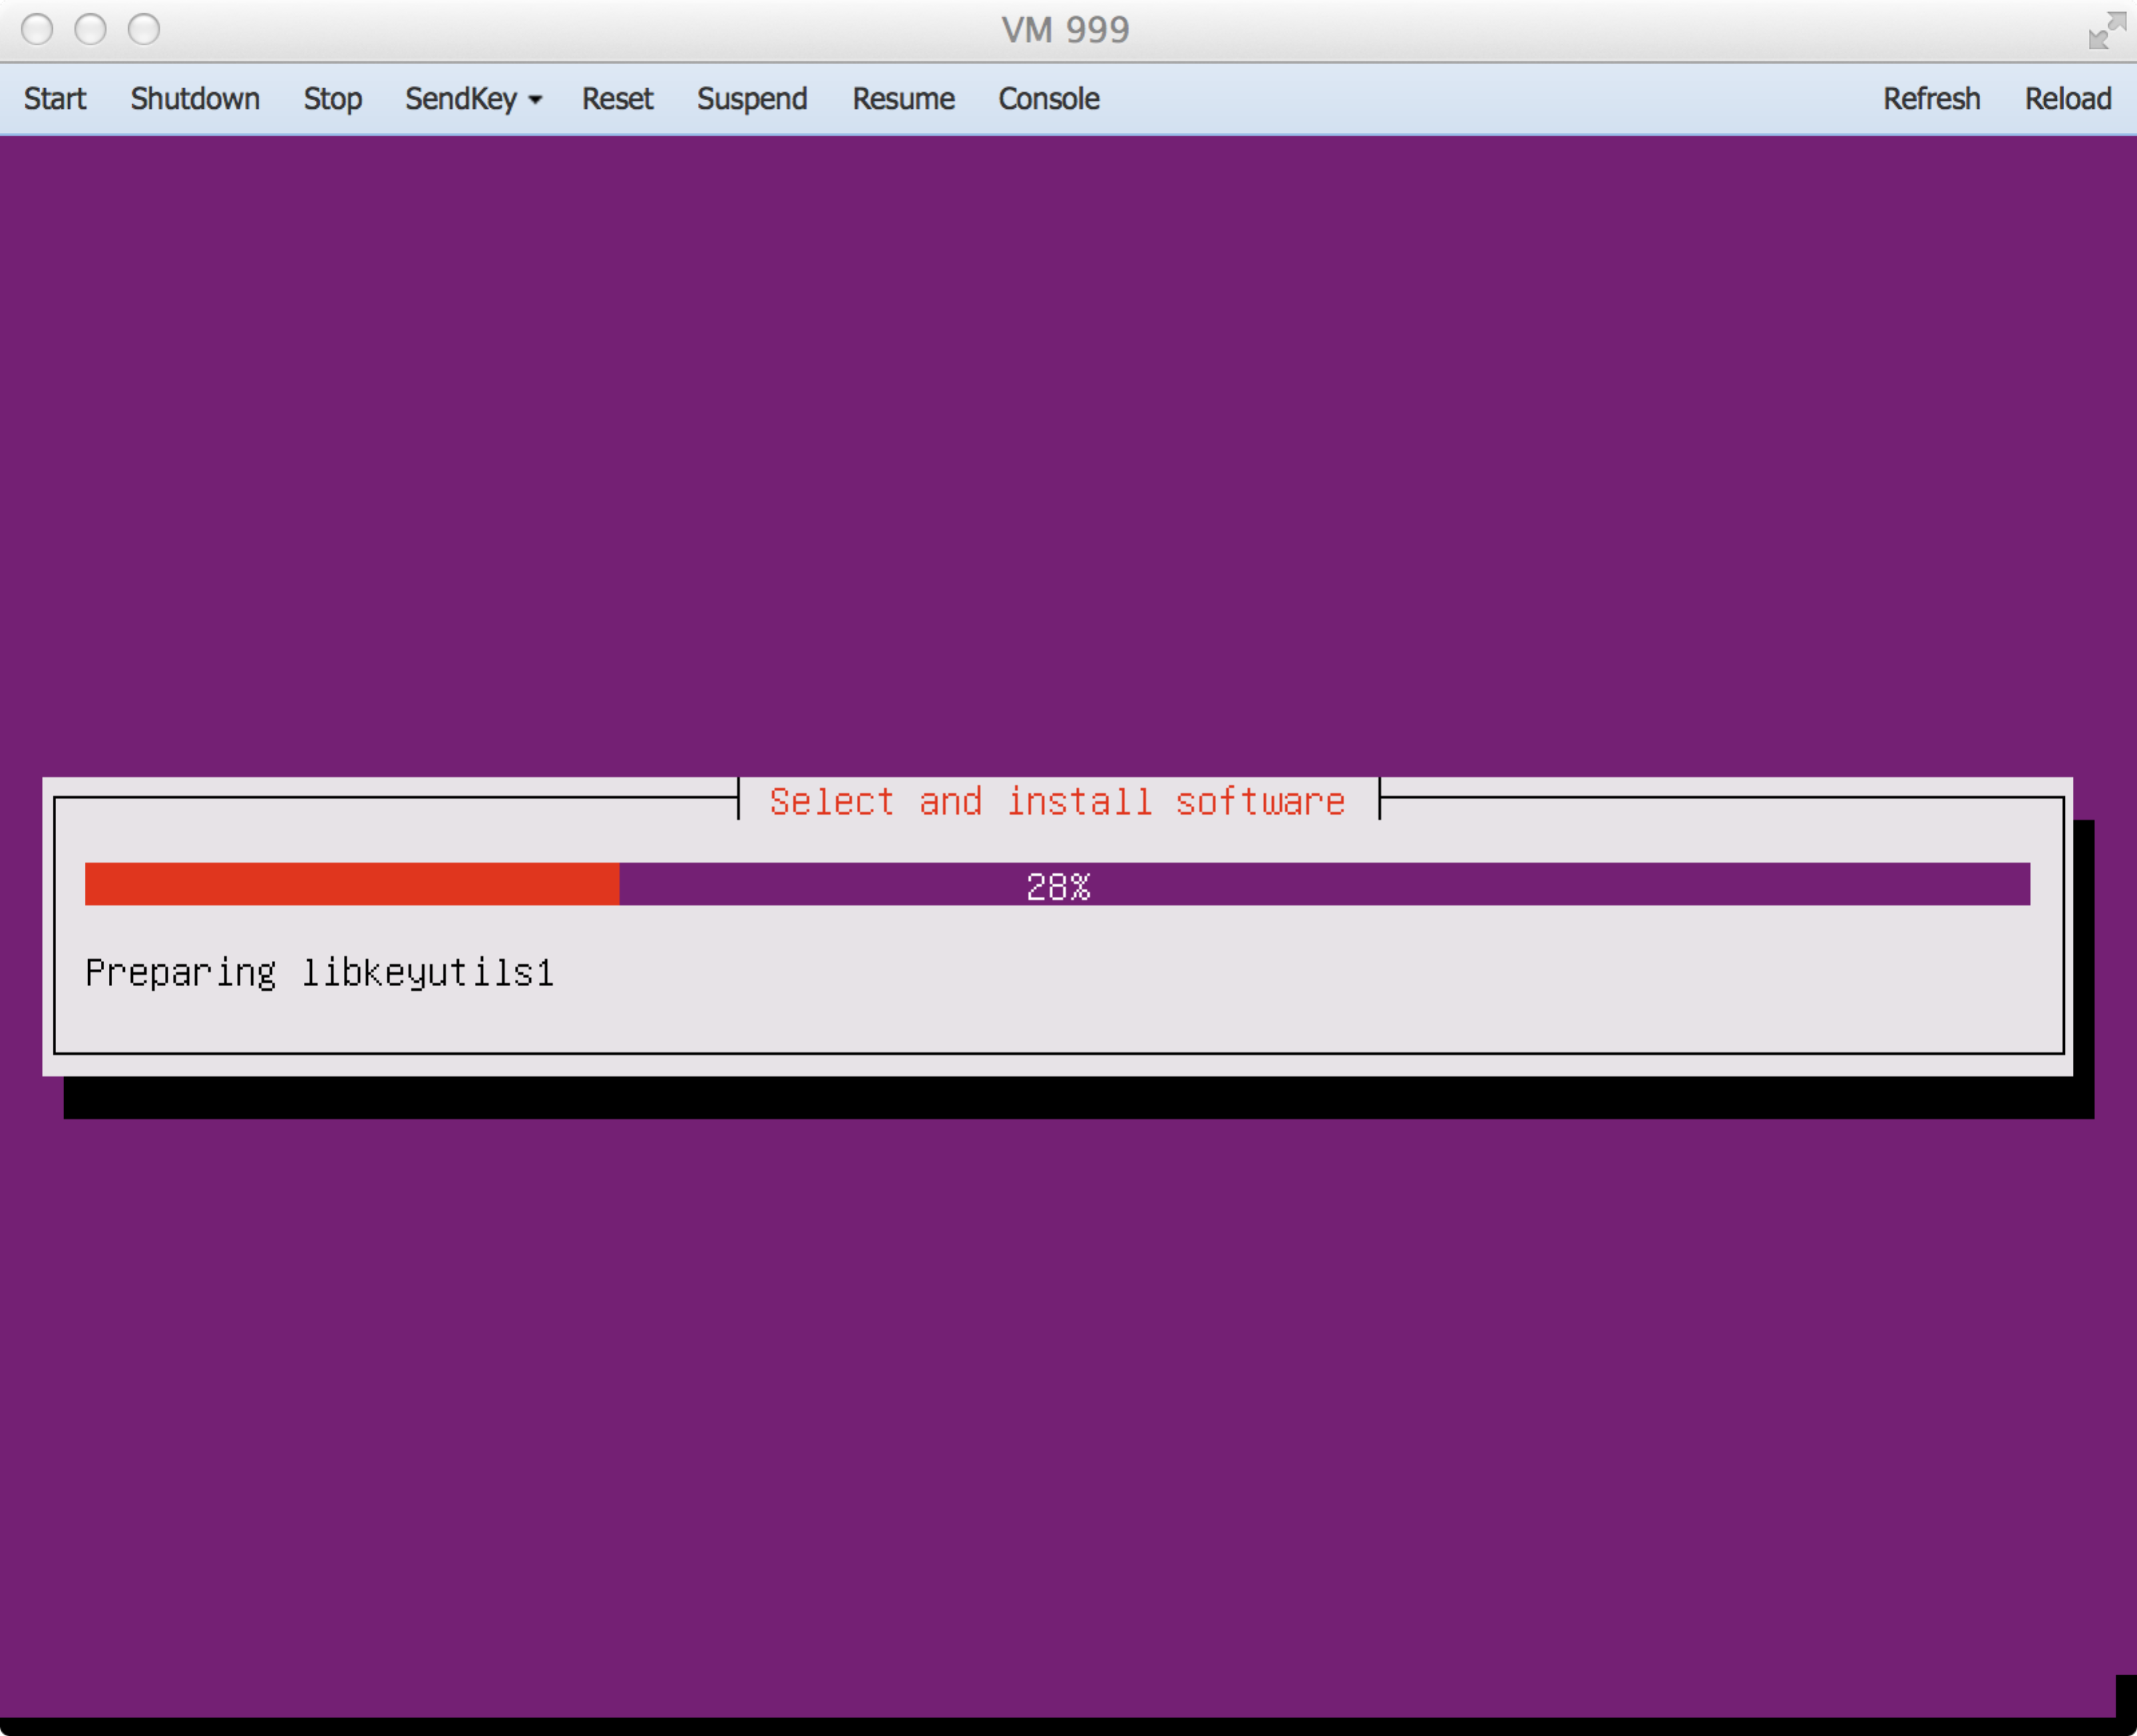 VM 999
Start Shutdown Stop SendKey Reset Suspend Resume Console Refresh Reload
Select and install software
28%
Preparing libkeyutils1